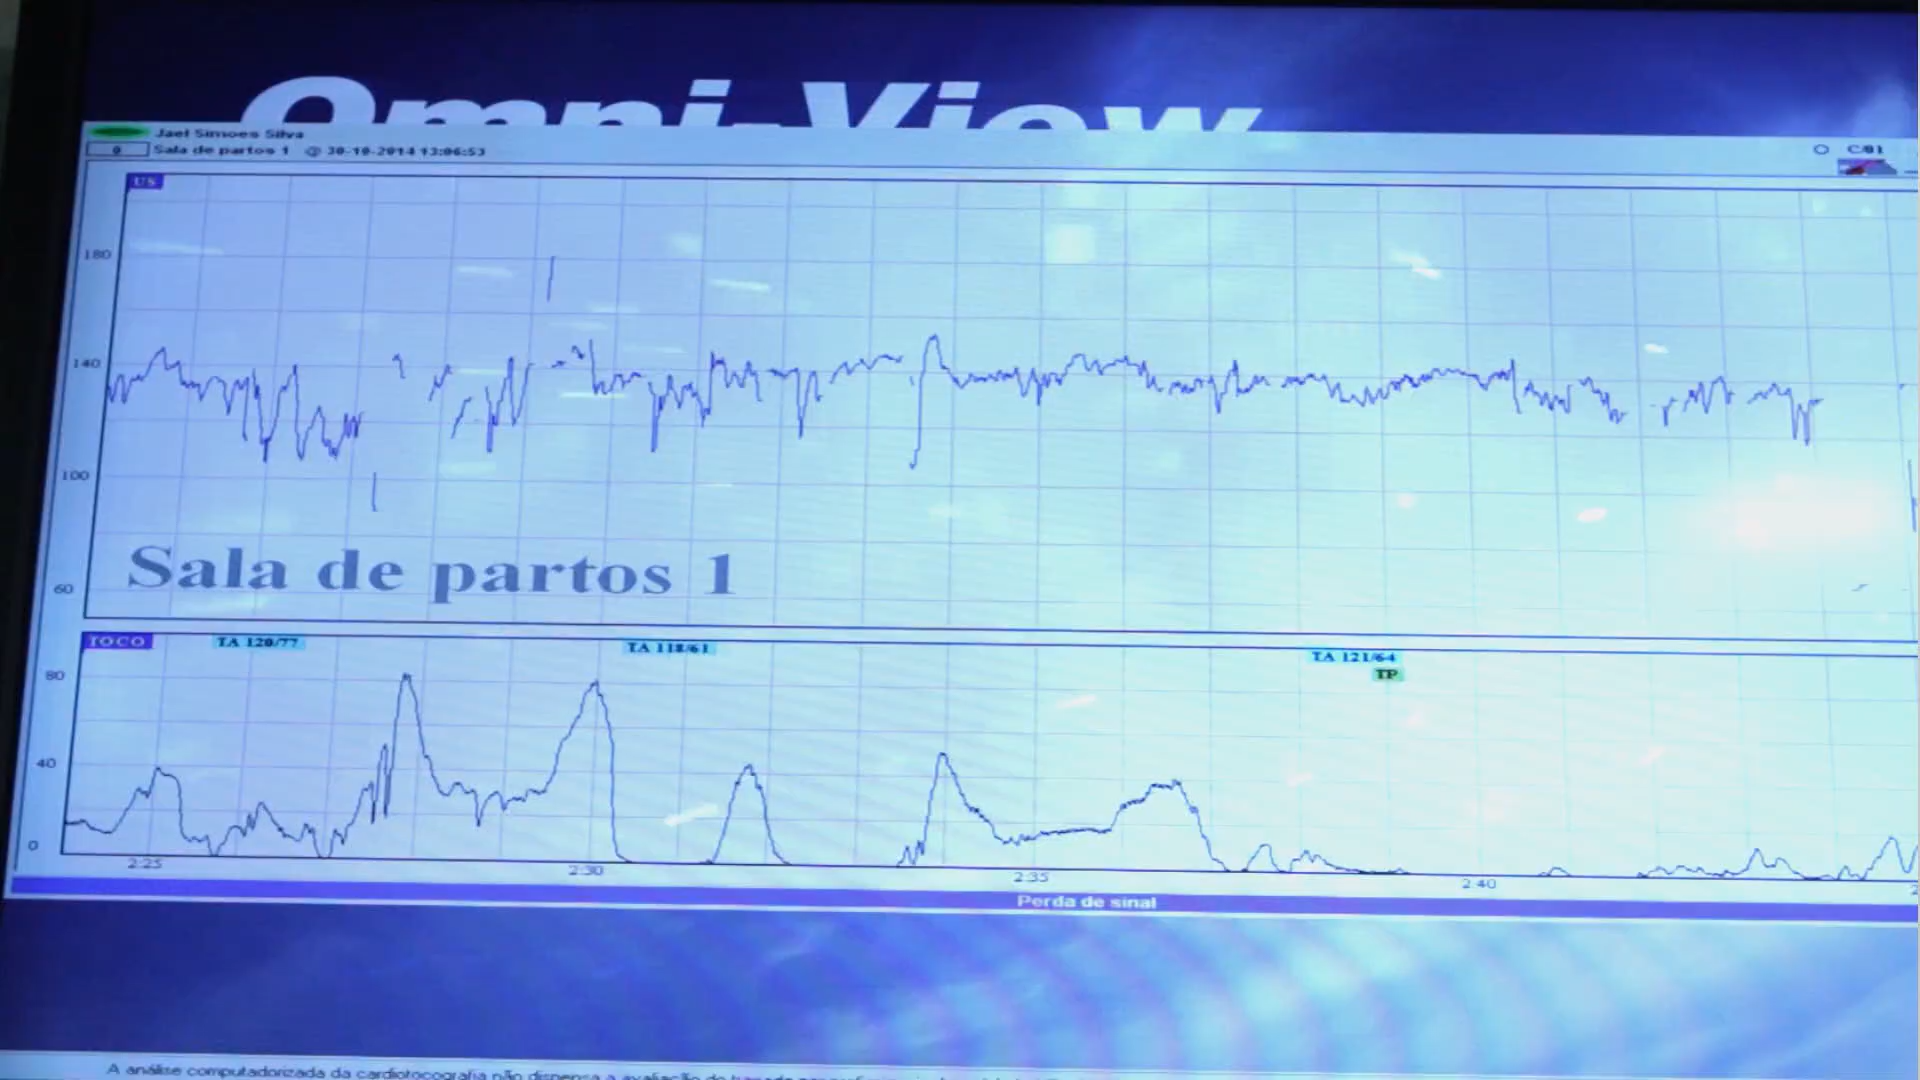 Omni-View
Jael Simoes Silva
0 Sala de partos 1 @ 30-10-2014 13:06:53
C/01
US
180
140
100
60
Sala de partos 1
TOCO TA 120/77 TA 118/61 TA 121/64
TP
80
40
0
2:25 2:30 2:35 2:40
Perda de sinal
A análise computadorizada da cardiotocografia não dispensa a avaliação do traçado